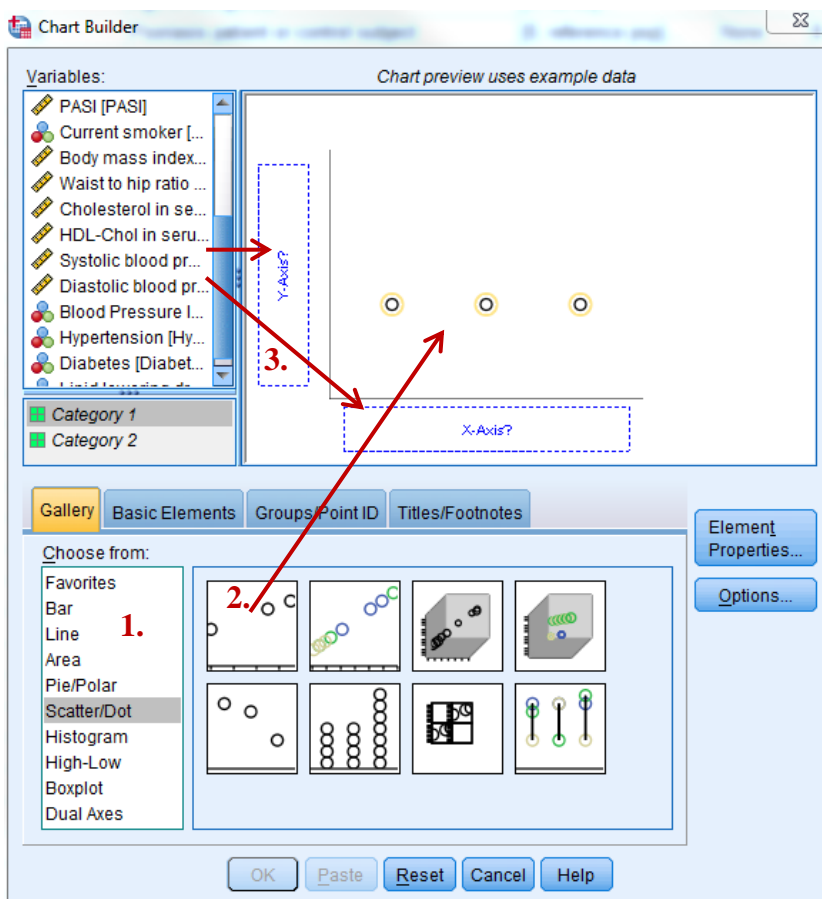 Chart Builder
Variables:
Chart preview uses example data
PASI [PASI]
Current smoker [...
Body mass index...
Waist to hip ratio ...
Cholesterol in se...
HDL-Chol in seru...
Systolic blood pr...
Diastolic blood pr...
Blood Pressure l...
Hypertension [Hy...
Diabetes [Diabet...
Y-Axis?
3.
X-Axis?
Category 1
Category 2
Gallery
Basic Elements
Groups/Point ID
Titles/Footnotes
Element
Properties...
Options...
Choose from:
Favorites
Bar
Line
Area
Pie/Polar
Scatter/Dot
Histogram
High-Low
Boxplot
Dual Axes
1.
2.
OK
Paste
Reset
Cancel
Help